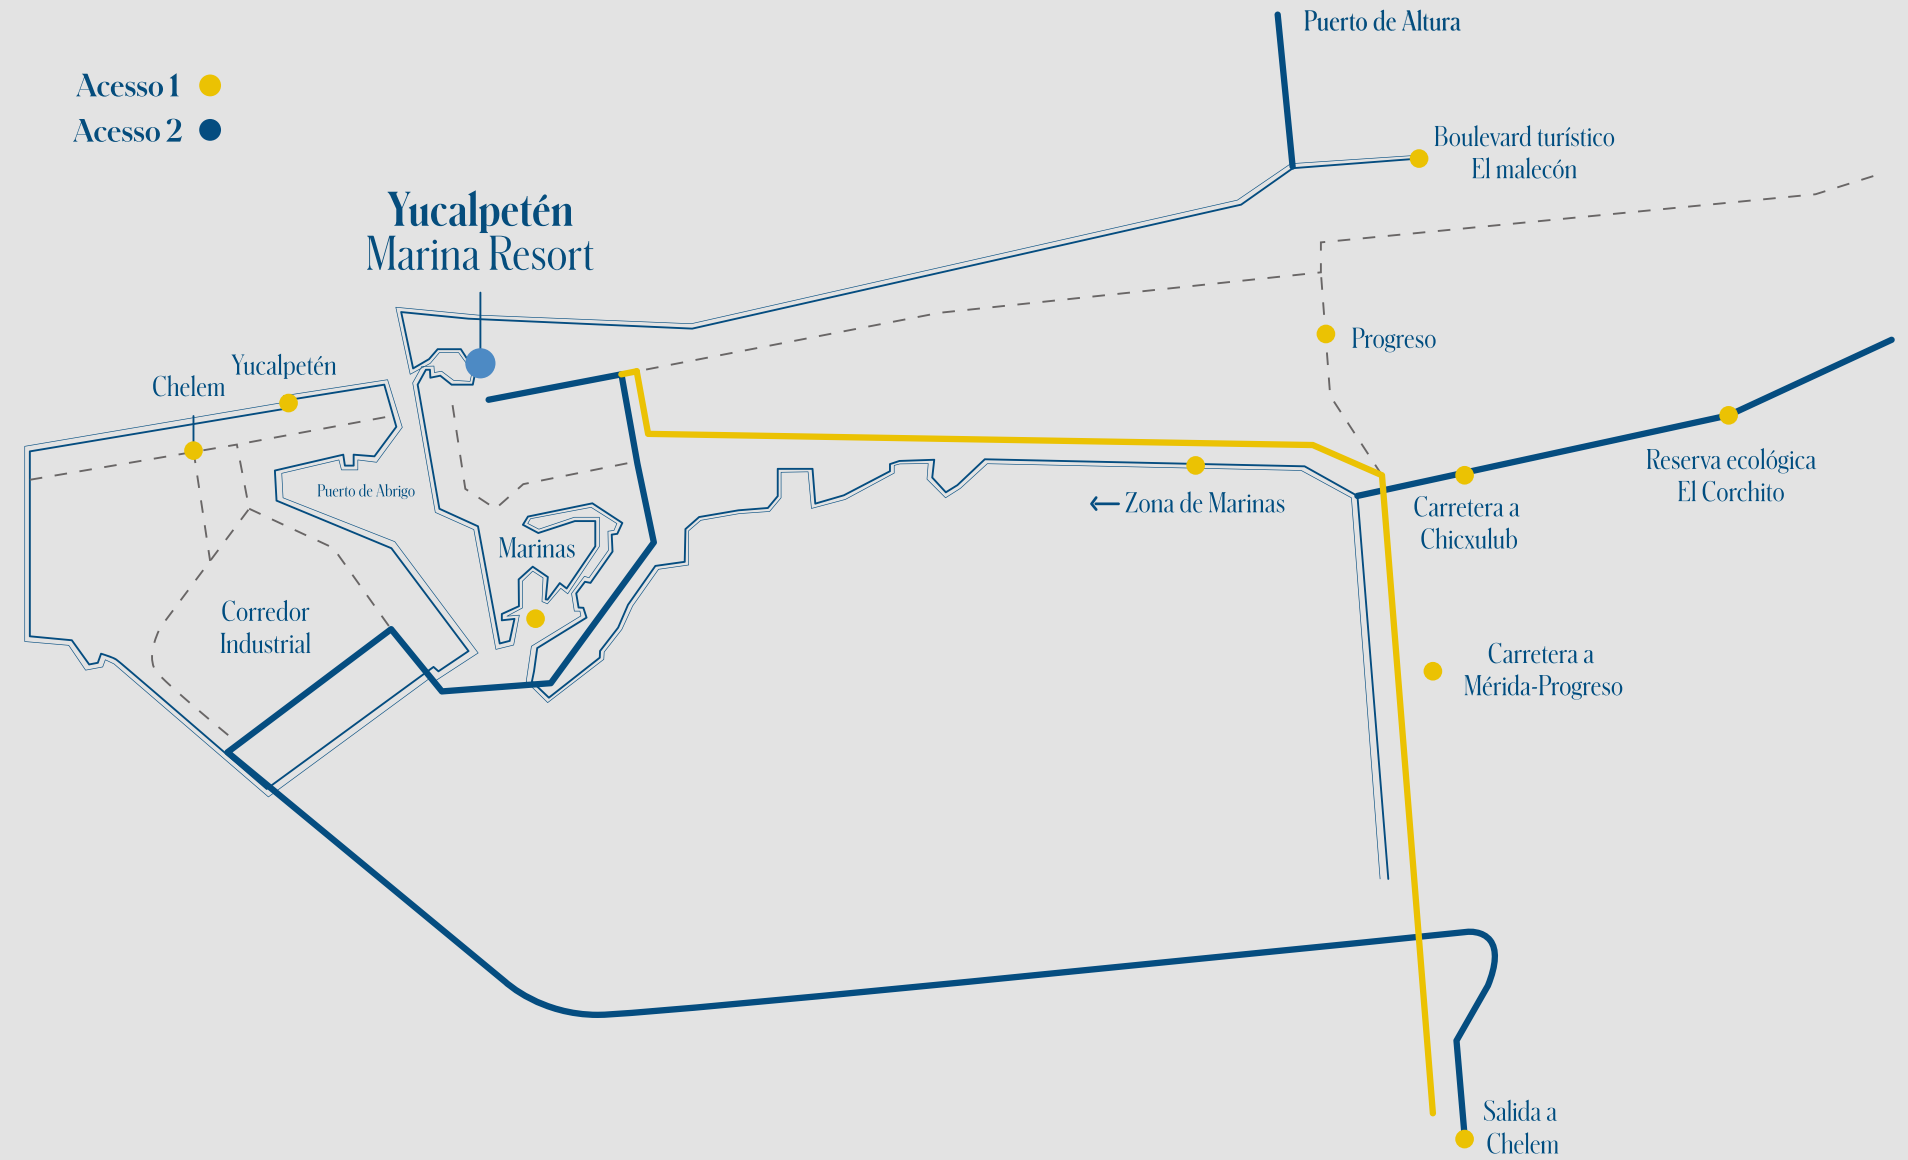 Puerto de Altura
Acesso 1
Acesso 2
Boulevard turístico
El malecón
Yucalpetén
Marina Resort
Progreso
Yucalpetén
Chelem
Reserva ecológica
El Corchito
Puerto de Abrigo
Zona de Marinas
Carretera a
Chicxulub
Marinas
Corredor
Industrial
Carretera a
Mérida-Progreso
Salida a
Chelem